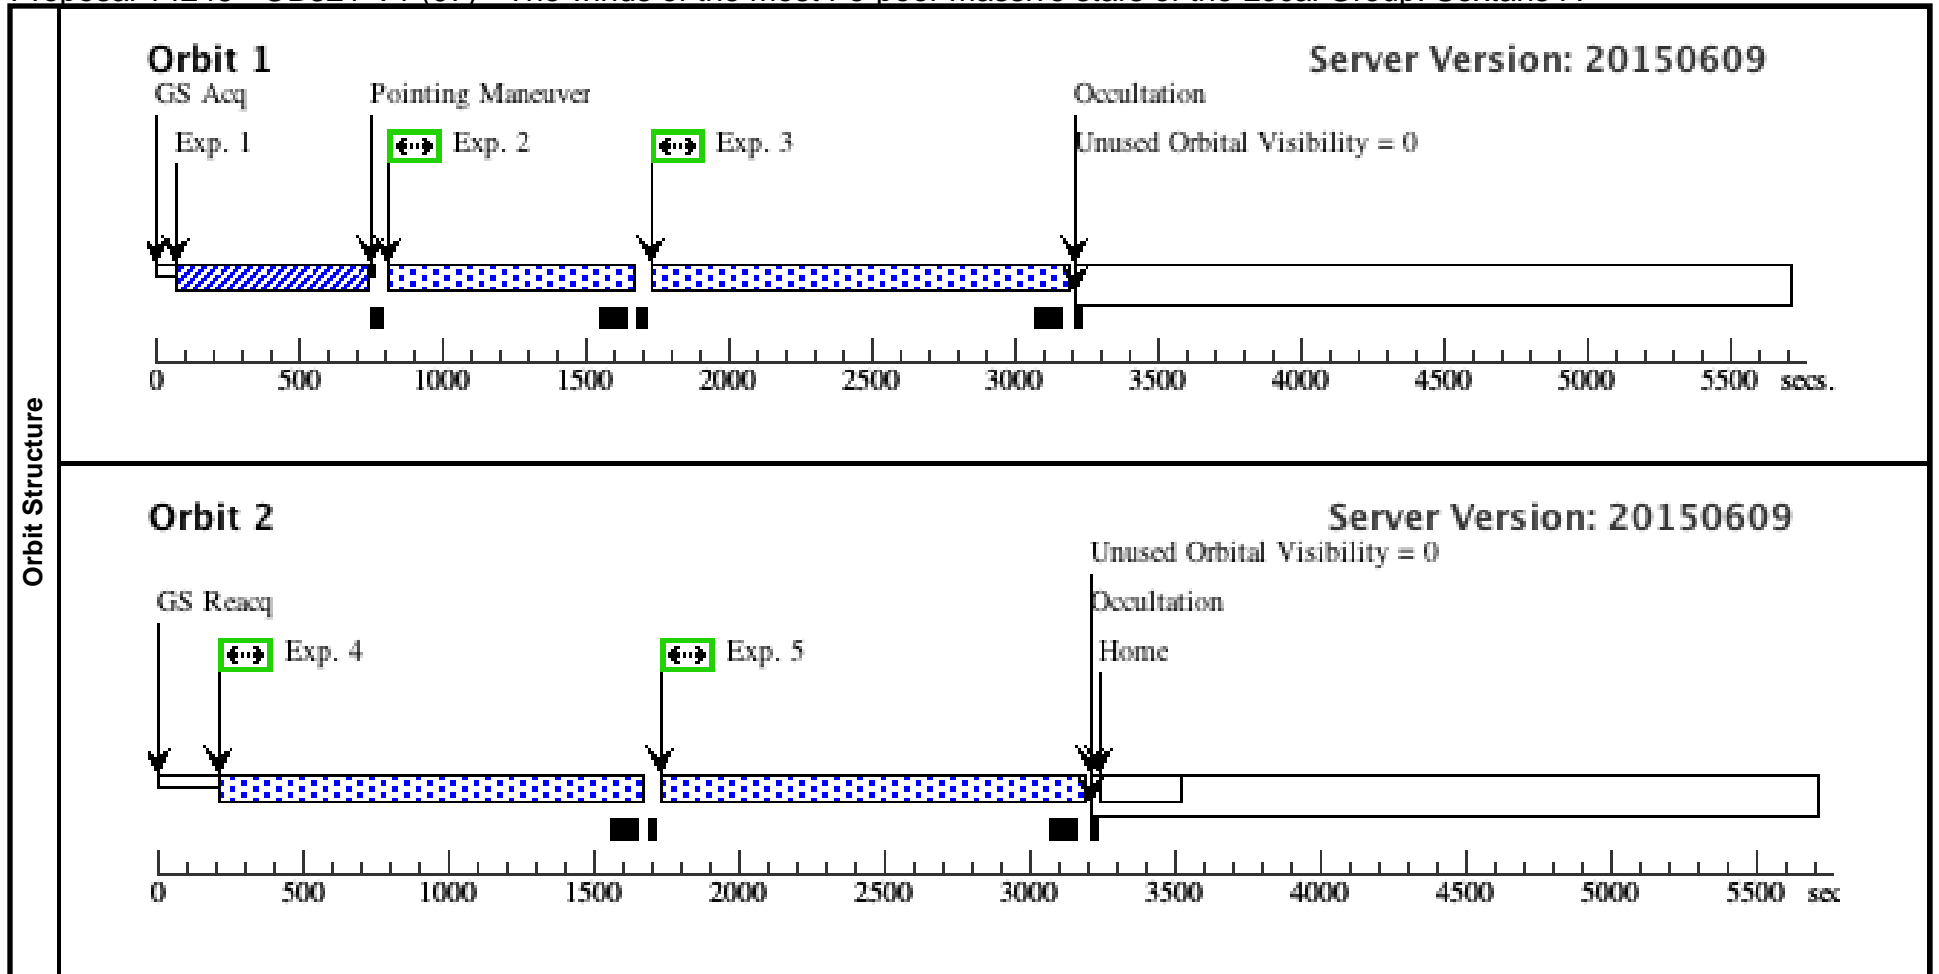 Orbit Structure
Orbit 1
Server Version: 20150609
GS Acq
Pointing Maneuver
Occultation
Exp. 1
Exp. 2
Exp. 3
Unused Orbital Visibility = 0
0 500 1000 1500 2000 2500 3000 3500 4000 4500 5000 5500 secs.
Orbit 2
Server Version: 20150609
Unused Orbital Visibility = 0
GS Reacq
Occultation
Exp. 4
Exp. 5
Home
0 500 1000 1500 2000 2500 3000 3500 4000 4500 5000 5500 sec